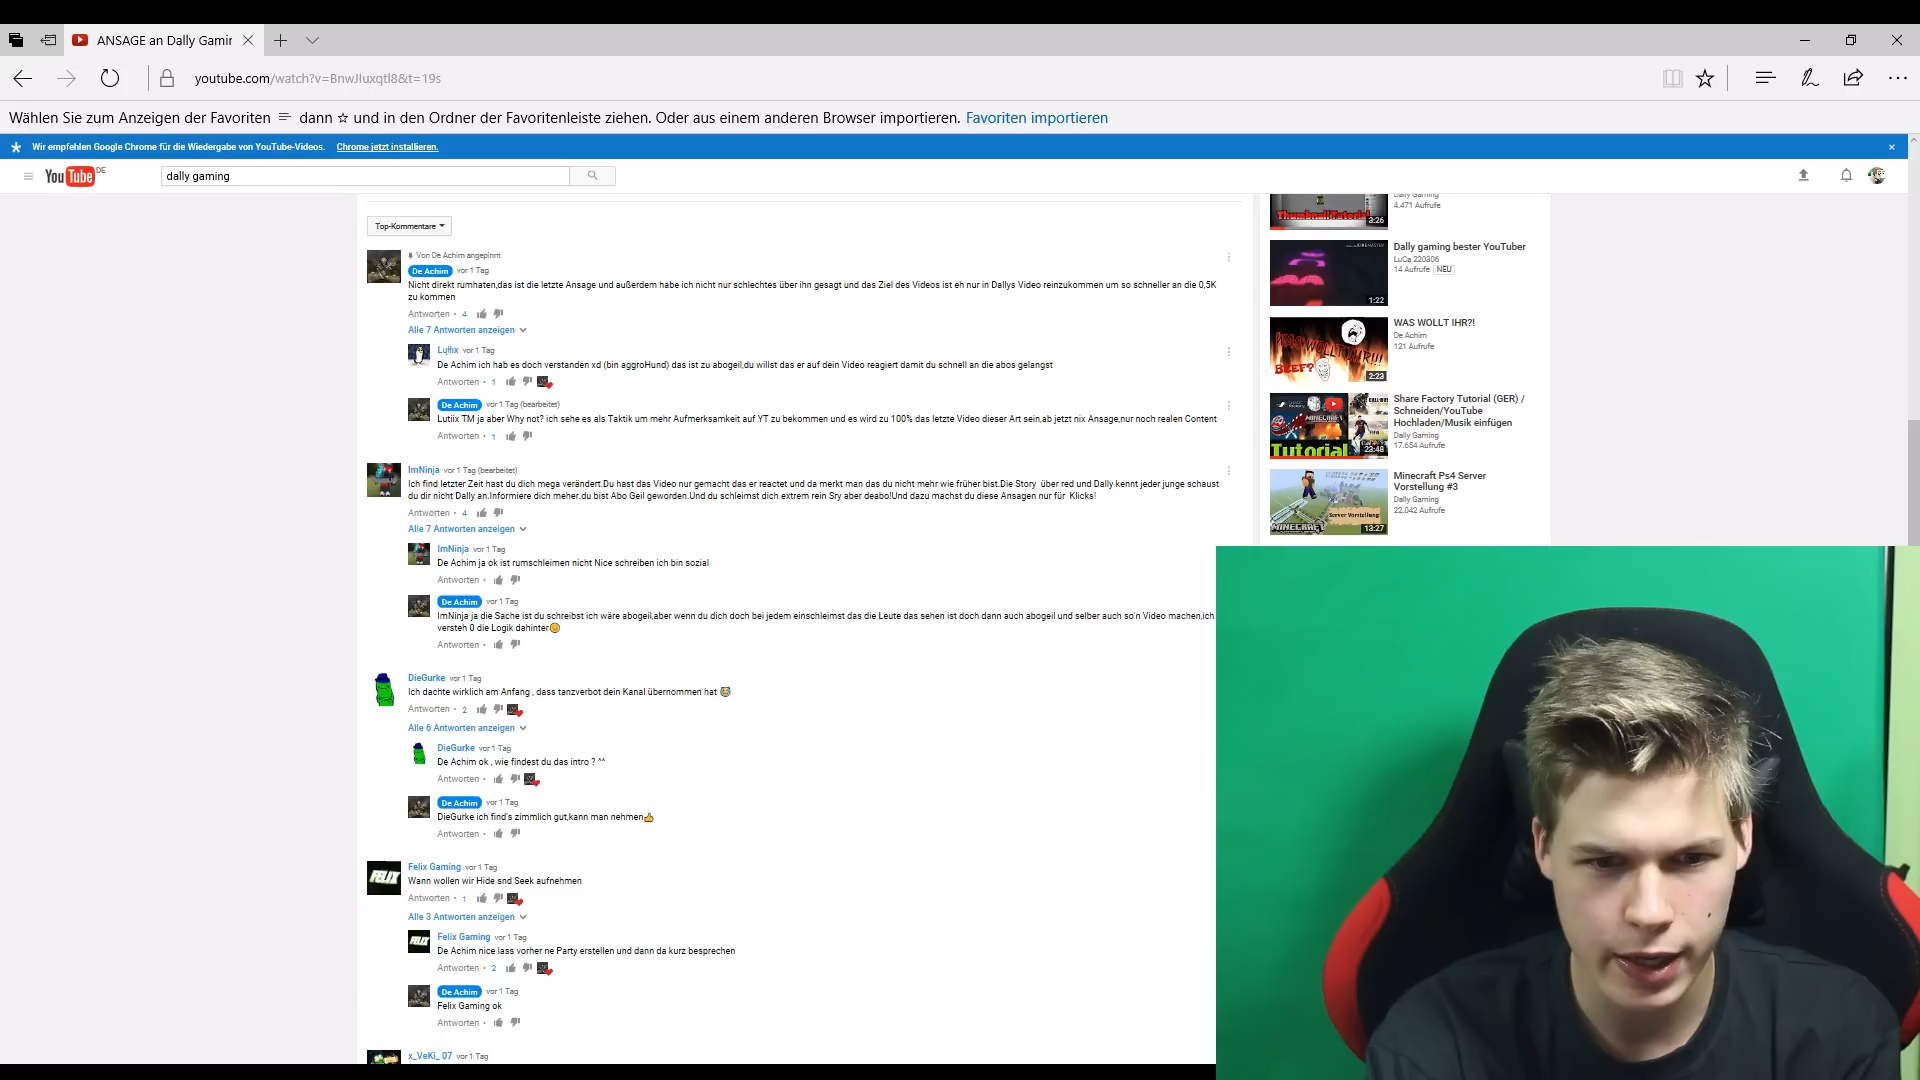 ANSAGE an Dally Gamir
youtube.com/watch?v=BnwJIuxqtl8&t=19s
Wählen Sie zum Anzeigen der Favoriten dann ☆ und in den Ordner der Favoritenleiste ziehen. Oder aus einem anderen Browser importieren. Favoriten importieren
Wir empfehlen Google Chrome für die Wiedergabe von YouTube-Videos. Chrome jetzt installieren.
YouTube DE
dally gaming
Top-Kommentare
Von De Achim angepinnt
De Achim vor 1 Tag
Nicht direkt rumhaten,das ist die letzte Ansage und außerdem habe ich nicht nur schlechtes über ihn gesagt und das Ziel des Videos ist eh nur in Dallys Video reinzukommen um so schneller an die 0,5K
zu kommen
Antworten • 4
Alle 7 Antworten anzeigen
vor 1 Tag
De Achim ich hab es doch verstanden xd (bin aggroHund) das ist zu abogeil,du willst das er auf dein Video reagiert damit du schnell an die abos gelangst
Antworten • 1
De Achim vor 1 Tag (bearbeitet)
Lutiix TM ja aber Why not? ich sehe es als Taktik um mehr Aufmerksamkeit auf YT zu bekommen und es wird zu 100% das letzte Video dieser Art sein,ab jetzt nix Ansage,nur noch realen Content
Antworten • 1
ImNinja vor 1 Tag (bearbeitet)
Ich find letzter Zeit hast du dich mega verändert.Du hast das Video nur gemacht das er reactet und da merkt man das du nicht mehr wie früher bist.Die Story über red und Dally kennt jeder junge schaust
du dir nicht Dally an.Informiere dich meher.du bist Abo Geil geworden.Und du schleimst dich extrem rein Sry aber deabo!Und dazu machst du diese Ansagen nur für Klicks!
Antworten • 4
Alle 7 Antworten anzeigen
ImNinja vor 1 Tag
De Achim ja ok ist rumschleimen nicht Nice schreiben ich bin sozial
Antworten •
De Achim vor 1 Tag
ImNinja ja die Sache ist du schreibst ich wäre abogeil,aber wenn du dich doch bei jedem einschleimst das die Leute das sehen ist doch dann auch abogeil und selber auch so'n Video machen,ich
versteh 0 die Logik dahinter
Antworten •
DieGurke vor 1 Tag
Ich dachte wirklich am Anfang , dass tanzverbot dein Kanal übernommen hat
Antworten • 2
Alle 6 Antworten anzeigen
DieGurke vor 1 Tag
De Achim ok , wie findest du das intro ? ^^
Antworten •
De Achim vor 1 Tag
DieGurke ich find's zimmlich gut,kann man nehmen👍
Antworten •
FELIX
Felix Gaming vor 1 Tag
Wann wollen wir Hide snd Seek aufnehmen
Antworten • 1
Alle 3 Antworten anzeigen
FELIX
Felix Gaming vor 1 Tag
De Achim nice lass vorher ne Party erstellen und dann da kurz besprechen
Antworten • 2
De Achim vor 1 Tag
Felix Gaming ok
Antworten •
x_VeKi_07 vor 1 Tag
Thumbnail Tutorial
3:26
Dally Gaming
4.471 Aufrufe
1:22
Dally gaming bester YouTuber
LuCa 220306
14 Aufrufe NEU
WAS WOLLT IHR!!!
BEEF?
2:23
WAS WOLLT IHR?!
De Achim
121 Aufrufe
MINECRAFT
Tutorial
23:48
Share Factory Tutorial (GER) /
Schneiden/YouTube
Hochladen/Musik einfügen
Dally Gaming
17.654 Aufrufe
Server Vorstellung
MINECRAFT
13:27
Minecraft Ps4 Server
Vorstellung #3
Dally Gaming
22.042 Aufrufe